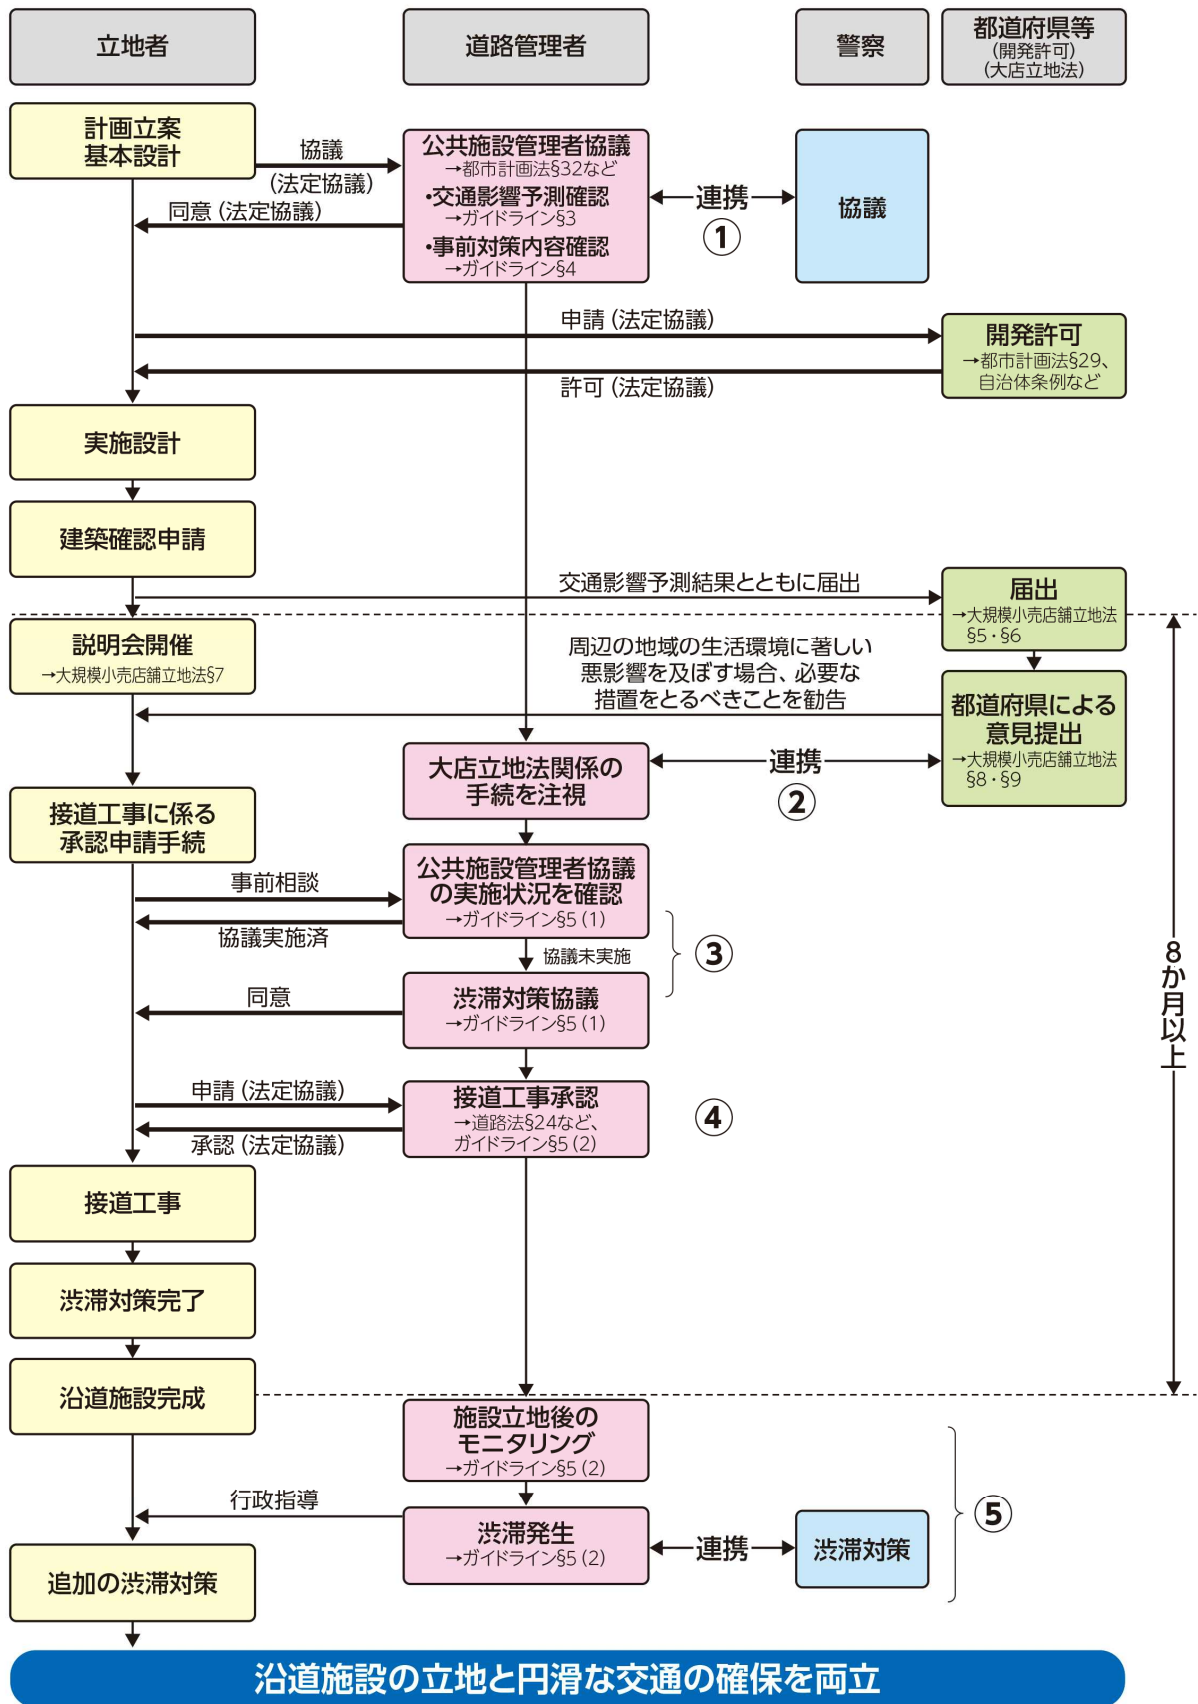 立地者
道路管理者
警察
都道府県等
(開発許可)
(大店立地法)
計画立案
基本設計
協議
(法定協議)
同意(法定協議)
公共施設管理者協議
→都市計画法§32など
・交通影響予測確認
→ガイドライン§3
・事前対策内容確認
→ガイドライン§4
連携
①
協議
申請(法定協議)
許可(法定協議)
開発許可
→都市計画法§29、
自治体条例など
実施設計
建築確認申請
交通影響予測結果とともに届出
届出
→大規模小売店舗立地法
§5・§6
説明会開催
→大規模小売店舗立地法§7
周辺の地域の生活環境に著しい
悪影響を及ぼす場合、必要な
措置をとるべきことを勧告
都道府県による
意見提出
→大規模小売店舗立地法
§8・§9
大店立地法関係の
手続を注視
連携
②
接道工事に係る
承認申請手続
事前相談
協議実施済
公共施設管理者協議
の実施状況を確認
→ガイドライン§5(1)
協議未実施
③
同意
渋滞対策協議
→ガイドライン§5(1)
8か月以上
申請(法定協議)
承認(法定協議)
接道工事承認
→道路法§24など、
ガイドライン§5(2)
④
接道工事
渋滞対策完了
沿道施設完成
施設立地後の
モニタリング
→ガイドライン§5(2)
行政指導
渋滞発生
→ガイドライン§5(2)
連携
渋滞対策
⑤
追加の渋滞対策
沿道施設の立地と円滑な交通の確保を両立